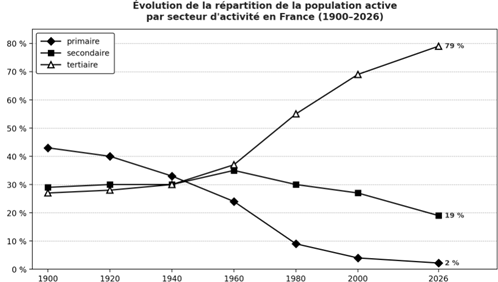 Évolution de la répartition de la population active
par secteur d'activité en France (1900–2026)
80 %
70 %
60 %
50 %
40 %
30 %
20 %
10 %
0 %
primaire
secondaire
tertiaire
79 %
19 %
2 %
1900 1920 1940 1960 1980 2000 2026